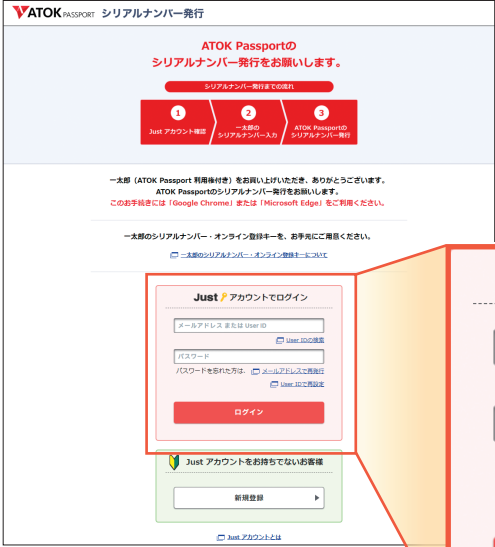 ATOK PASSPORT シリアルナンバー発行
ATOK Passportの
シリアルナンバー発行をお願いします。
シリアルナンバー発行までの流れ
1
Just アカウント確認
2
一太郎の
シリアルナンバー入力
3
ATOK Passportの
シリアルナンバー発行
一太郎（ATOK Passport 利用権付き）をお買い上げいただき、ありがとうございます。
ATOK Passportのシリアルナンバー発行をお願いします。
このお手続きには「Google Chrome」または「Microsoft Edge」をご利用ください。
一太郎のシリアルナンバー・オンライン登録キーを、お手元にご用意ください。
一太郎のシリアルナンバー・オンライン登録キーについて
Just アカウントでログイン
メールアドレス または User ID
User IDの検索
パスワード
パスワードを忘れた方は、 メールアドレスで再発行
User IDで再設定
ログイン
Just アカウントをお持ちでないお客様
新規登録
Just アカウントとは